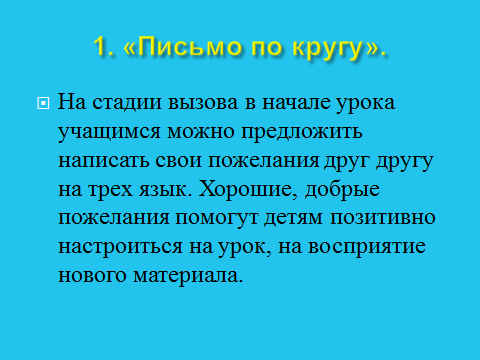 1. «Письмо по кругу».
На стадии вызова в начале урока
учащимся можно предложить
написать свои пожелания друг другу
на трех язык. Хорошие, добрые
пожелания помогут детям позитивно
настроиться на урок, на восприятие
нового материала.